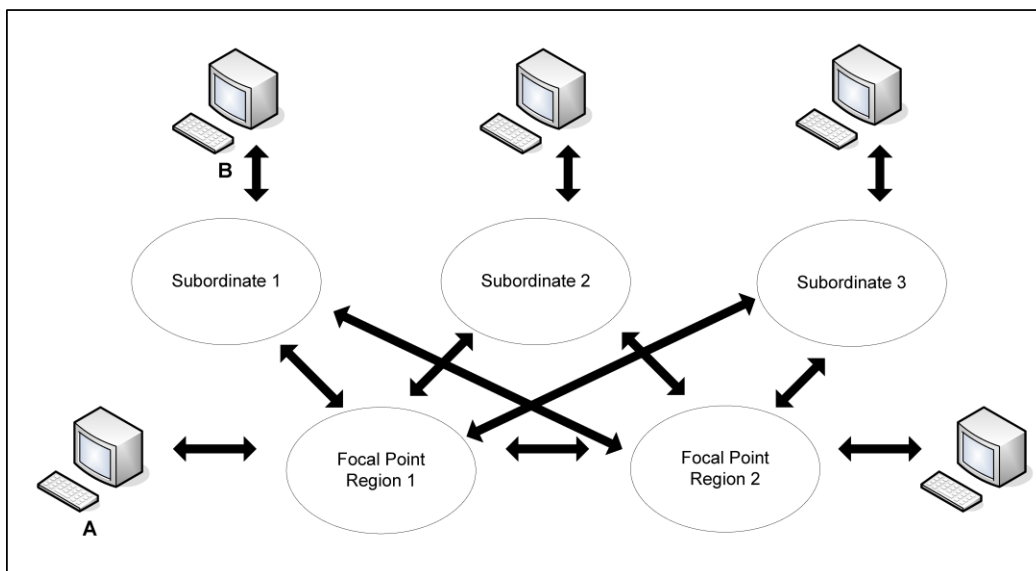 B
Subordinate 1
Subordinate 2
Subordinate 3
Focal Point
Region 1
Focal Point
Region 2
A